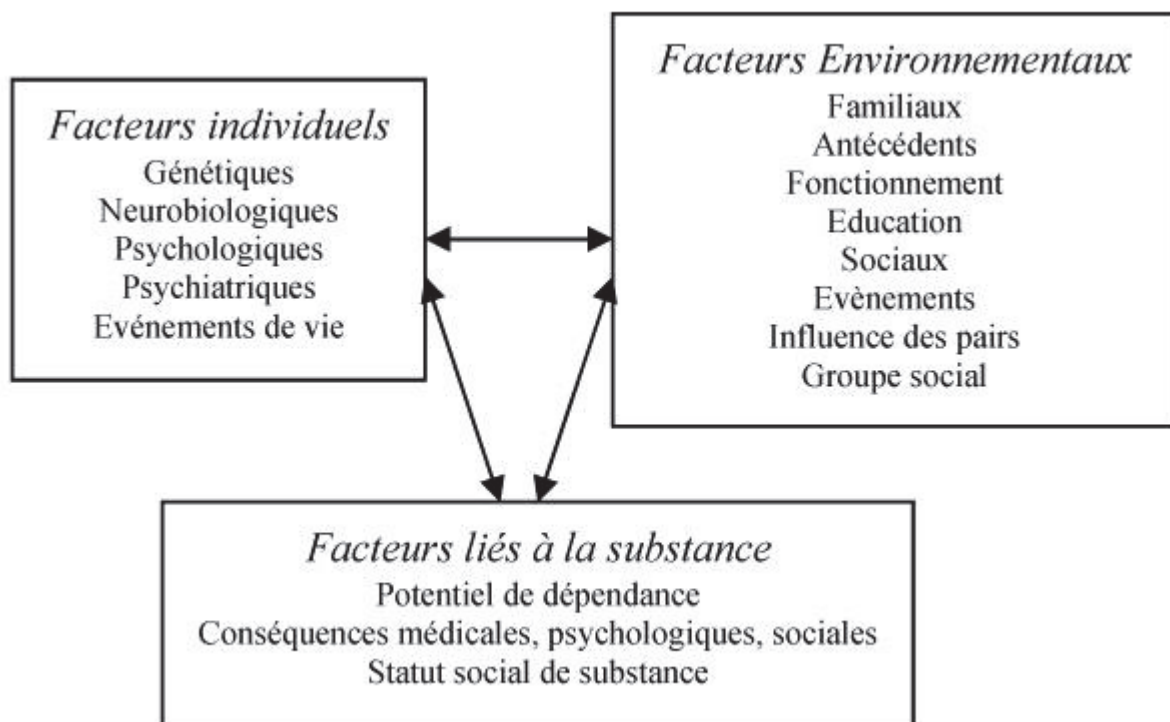 Facteurs individuels
Génétiques
Neurobiologiques
Psychologiques
Psychiatriques
Evénements de vie
Facteurs Environnementaux
Familiaux
Antécédents
Fonctionnement
Education
Sociaux
Evènements
Influence des pairs
Groupe social
Facteurs liés à la substance
Potentiel de dépendance
Conséquences médicales, psychologiques, sociales
Statut social de substance